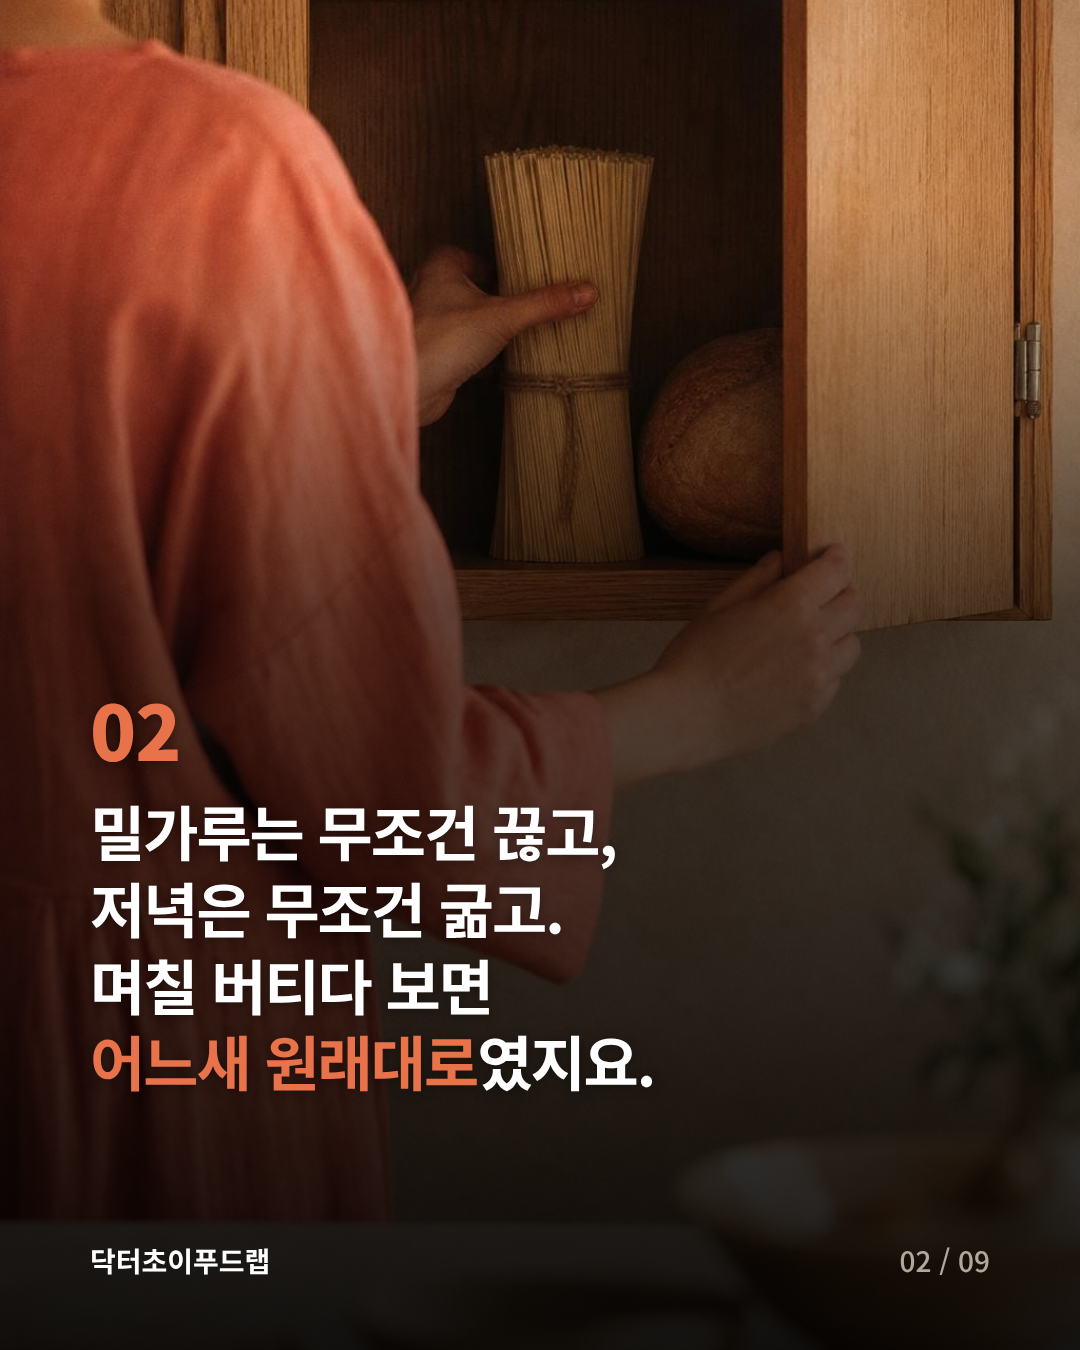 02
밀가루는 무조건 끊고,
저녁은 무조건 굶고.
며칠 버티다 보면
어느새 원래대로였지요.
닥터초이푸드랩
02 / 09